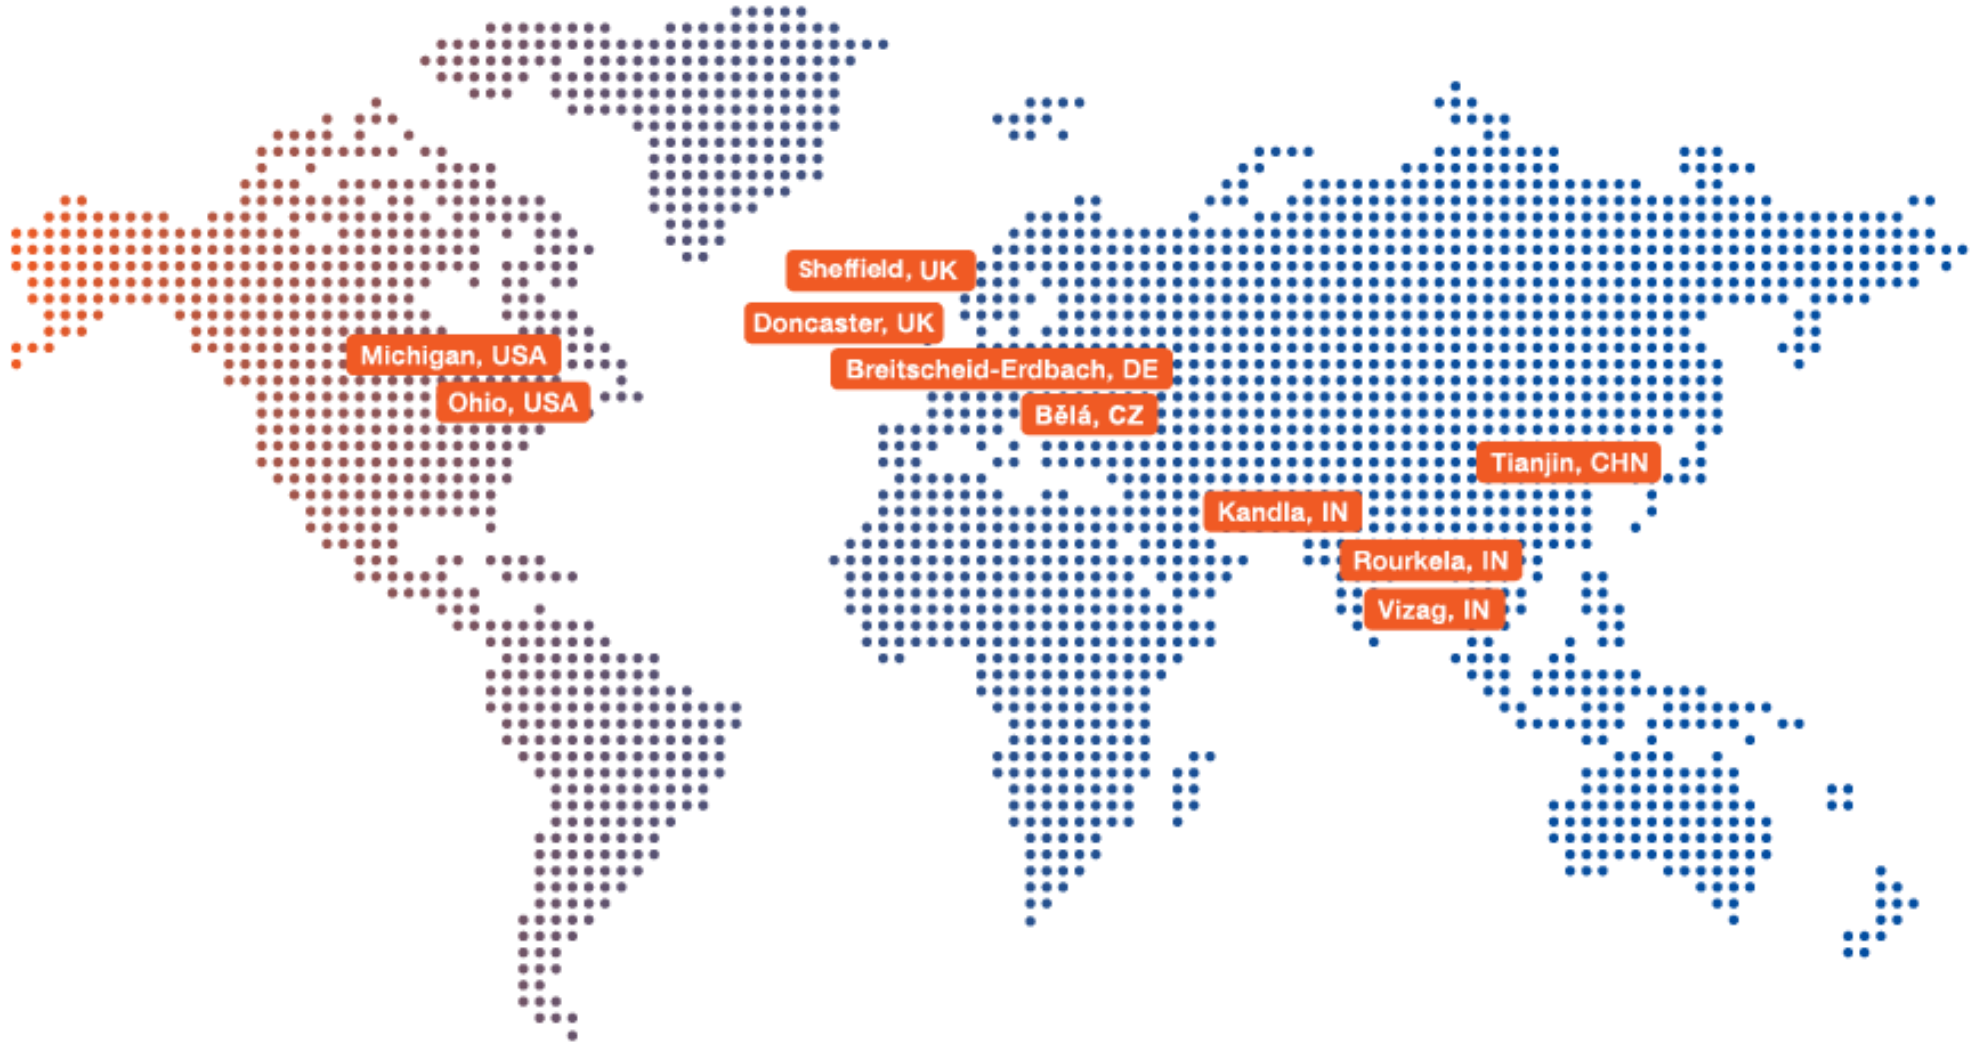 Sheffield, UK
Doncaster, UK
Michigan, USA
Breitscheid-Erdbach, DE
Ohio, USA
Bělá, CZ
Tianjin, CHN
Kandla, IN
Rourkela, IN
Vizag, IN